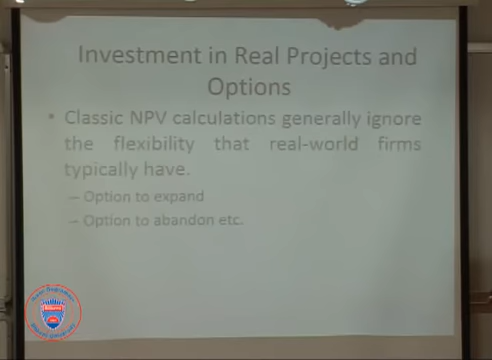 Investment in Real Projects and
Options
• Classic NPV calculations generally ignore
the flexibility that real-world firms
typically have.
– Option to expand
– Option to abandon etc.